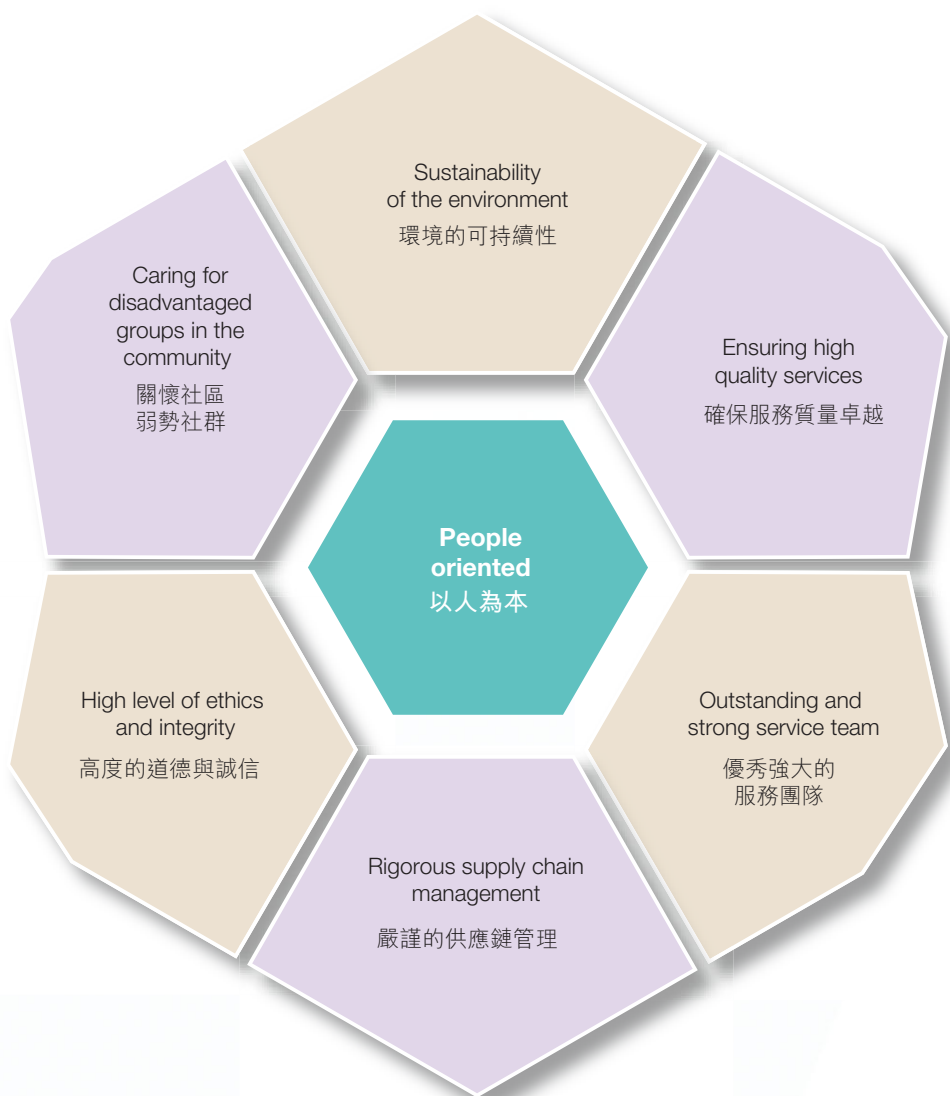 Sustainability
of the environment
環境的可持續性
Ensuring high
quality services
確保服務質量卓越
Outstanding and
strong service team
優秀強大的
服務團隊
Rigorous supply chain
management
嚴謹的供應鏈管理
High level of ethics
and integrity
高度的道德與誠信
Caring for
disadvantaged
groups in the
community
關懷社區
弱勢社群
People
oriented
以人為本